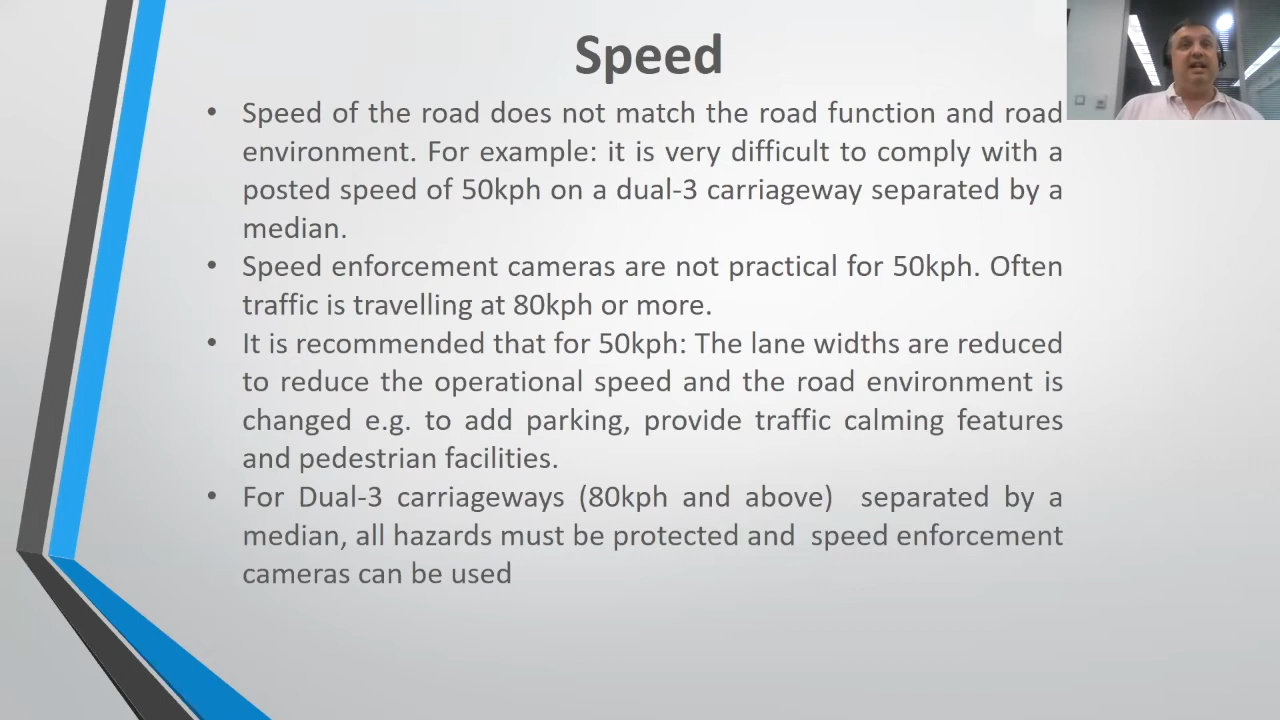 Speed
• Speed of the road does not match the road function and road
environment. For example: it is very difficult to comply with a
posted speed of 50kph on a dual-3 carriageway separated by a
median.
• Speed enforcement cameras are not practical for 50kph. Often
traffic is travelling at 80kph or more.
• It is recommended that for 50kph: The lane widths are reduced
to reduce the operational speed and the road environment is
changed e.g. to add parking, provide traffic calming features
and pedestrian facilities.
• For Dual-3 carriageways (80kph and above)  separated by a
median, all hazards must be protected and  speed enforcement
cameras can be used